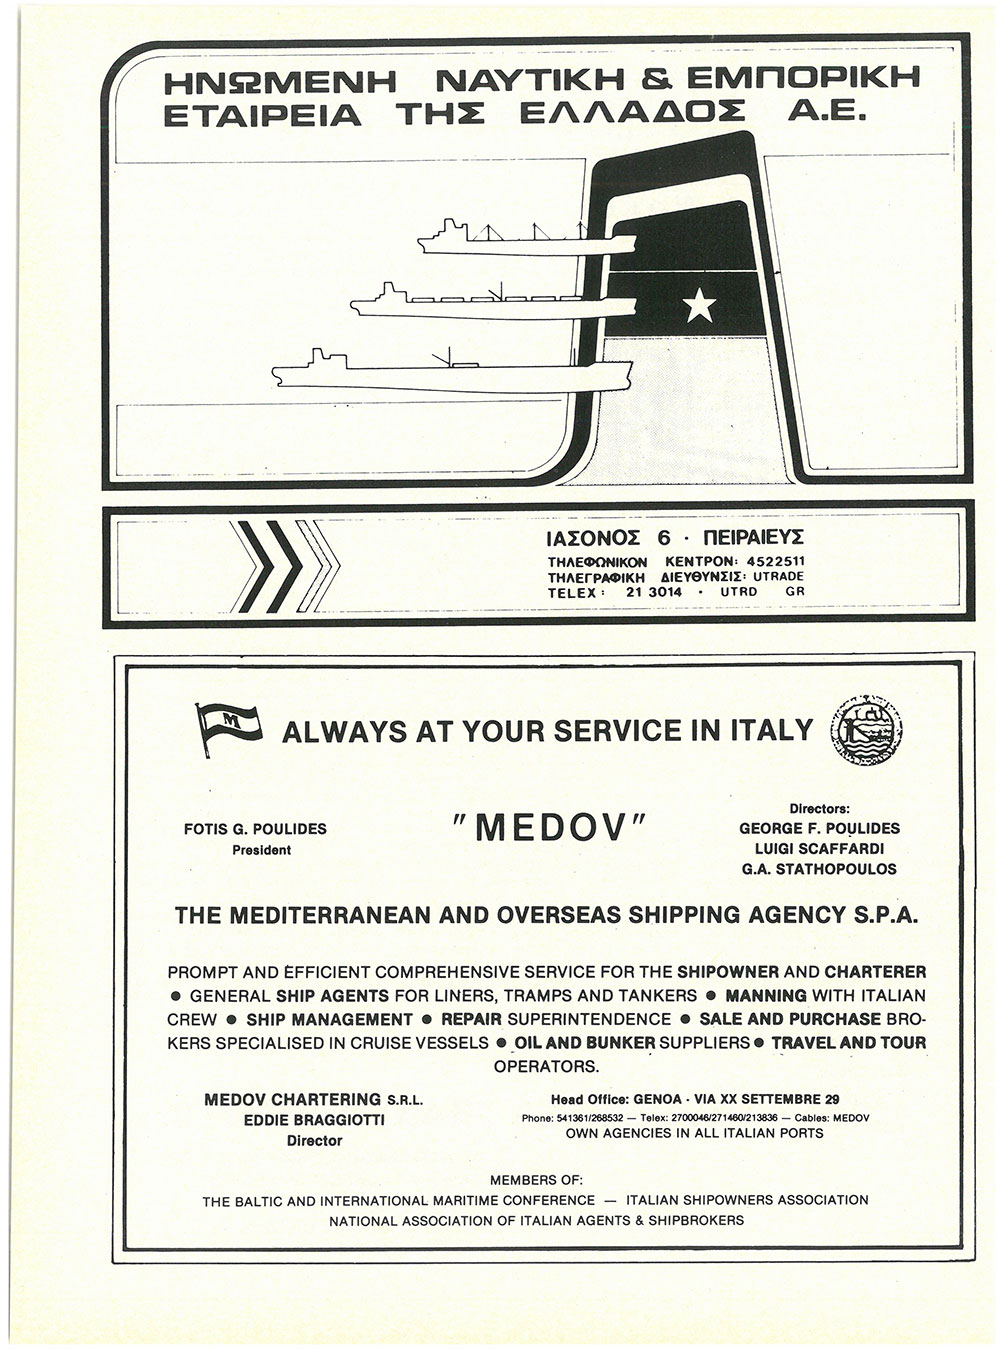 ΗΝΩΜΕΝΗ ΝΑΥΤΙΚΗ & ΕΜΠΟΡΙΚΗ
ΕΤΑΙΡΕΙΑ ΤΗΣ ΕΛΛΑΔΟΣ Α.Ε.
ΙΑΣΟΝΟΣ 6 · ΠΕΙΡΑΙΕΥΣ
ΤΗΛΕΦΩΝΙΚΟΝ ΚΕΝΤΡΟΝ: 4522511
ΤΗΛΕΓΡΑΦΙΚΗ ΔΙΕΥΘΥΝΣΙΣ: UTRADE
TELEX: 21 3014 · UTRD GR
M
ALWAYS AT YOUR SERVICE IN ITALY
FOTIS G. POULIDES
President
"MEDOV"
Directors:
GEORGE F. POULIDES
LUIGI SCAFFARDI
G.A. STATHOPOULOS
THE MEDITERRANEAN AND OVERSEAS SHIPPING AGENCY S.P.A.
PROMPT AND EFFICIENT COMPREHENSIVE SERVICE FOR THE SHIPOWNER AND CHARTERER
● GENERAL SHIP AGENTS FOR LINERS, TRAMPS AND TANKERS ● MANNING WITH ITALIAN
CREW ● SHIP MANAGEMENT ● REPAIR SUPERINTENDENCE ● SALE AND PURCHASE BRO-
KERS SPECIALISED IN CRUISE VESSELS ● OIL AND BUNKER SUPPLIERS ● TRAVEL AND TOUR
OPERATORS.
MEDOV CHARTERING S.R.L.
EDDIE BRAGGIOTTI
Director
Head Office: GENOA - VIA XX SETTEMBRE 29
Phone: 541361/268532 — Telex: 2700046/271460/213836 — Cables: MEDOV
OWN AGENCIES IN ALL ITALIAN PORTS
MEMBERS OF:
THE BALTIC AND INTERNATIONAL MARITIME CONFERENCE — ITALIAN SHIPOWNERS ASSOCIATION
NATIONAL ASSOCIATION OF ITALIAN AGENTS & SHIPBROKERS